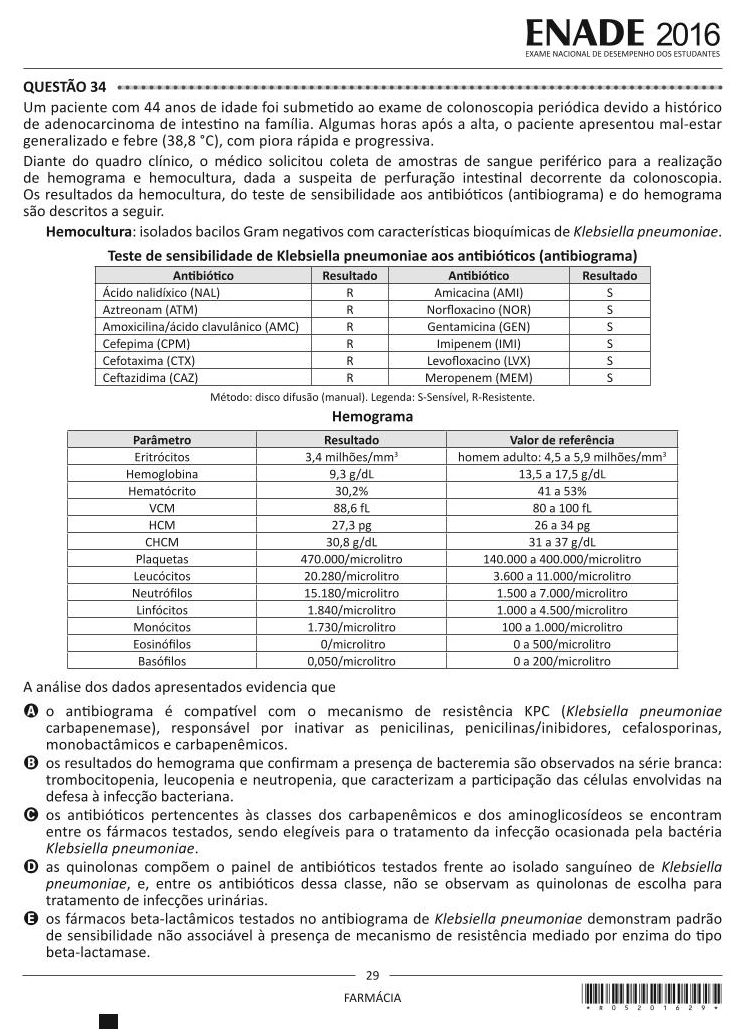 ENADE 2016
EXAME NACIONAL DE DESEMPENHO DOS ESTUDANTES
QUESTÃO 34
Um paciente com 44 anos de idade foi submetido ao exame de colonoscopia periódica devido a histórico
de adenocarcinoma de intestino na família. Algumas horas após a alta, o paciente apresentou mal-estar
generalizado e febre (38,8 °C), com piora rápida e progressiva.
Diante do quadro clínico, o médico solicitou coleta de amostras de sangue periférico para a realização
de hemograma e hemocultura, dada a suspeita de perfuração intestinal decorrente da colonoscopia.
Os resultados da hemocultura, do teste de sensibilidade aos antibióticos (antibiograma) e do hemograma
são descritos a seguir.
Hemocultura: isolados bacilos Gram negativos com características bioquímicas de Klebsiella pneumoniae.
Teste de sensibilidade de Klebsiella pneumoniae aos antibióticos (antibiograma)
Antibiótico Resultado Antibiótico Resultado
Ácido nalidíxico (NAL) R Amicacina (AMI) S
Aztreonam (ATM) R Norfloxacino (NOR) S
Amoxicilina/ácido clavulânico (AMC) R Gentamicina (GEN) S
Cefepima (CPM) R Imipenem (IMI) S
Cefotaxima (CTX) R Levofloxacino (LVX) S
Ceftazidima (CAZ) R Meropenem (MEM) S
Método: disco difusão (manual). Legenda: S-Sensível, R-Resistente.
Hemograma
Parâmetro Resultado Valor de referência
Eritrócitos 3,4 milhões/mm³ homem adulto: 4,5 a 5,9 milhões/mm³
Hemoglobina 9,3 g/dL 13,5 a 17,5 g/dL
Hematócrito 30,2% 41 a 53%
VCM 88,6 fL 80 a 100 fL
HCM 27,3 pg 26 a 34 pg
CHCM 30,8 g/dL 31 a 37 g/dL
Plaquetas 470.000/microlitro 140.000 a 400.000/microlitro
Leucócitos 20.280/microlitro 3.600 a 11.000/microlitro
Neutrófilos 15.180/microlitro 1.500 a 7.000/microlitro
Linfócitos 1.840/microlitro 1.000 a 4.500/microlitro
Monócitos 1.730/microlitro 100 a 1.000/microlitro
Eosinófilos 0/microlitro 0 a 500/microlitro
Basófilos 0,050/microlitro 0 a 200/microlitro
A análise dos dados apresentados evidencia que
A o antibiograma é compatível com o mecanismo de resistência KPC (Klebsiella pneumoniae
carbapenemase), responsável por inativar as penicilinas, penicilinas/inibidores, cefalosporinas,
monobactâmicos e carbapenêmicos.
B os resultados do hemograma que confirmam a presença de bacteremia são observados na série branca:
trombocitopenia, leucopenia e neutropenia, que caracterizam a participação das células envolvidas na
defesa à infecção bacteriana.
C os antibióticos pertencentes às classes dos carbapenêmicos e dos aminoglicosídeos se encontram
entre os fármacos testados, sendo elegíveis para o tratamento da infecção ocasionada pela bactéria
Klebsiella pneumoniae.
D as quinolonas compõem o painel de antibióticos testados frente ao isolado sanguíneo de Klebsiella
pneumoniae, e, entre os antibióticos dessa classe, não se observam as quinolonas de escolha para
tratamento de infecções urinárias.
E os fármacos beta-lactâmicos testados no antibiograma de Klebsiella pneumoniae demonstram padrão
de sensibilidade não associável à presença de mecanismo de resistência mediado por enzima do tipo
beta-lactamase.
29
FARMÁCIA
* R 0 5 2 0 1 6 2 9 *